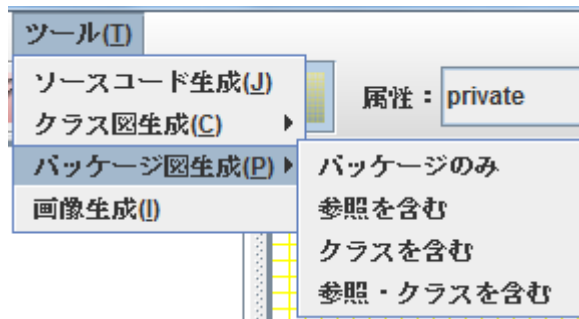 ツール(T)
ソースコード生成(J)
属性：private
クラス図生成(C)
パッケージ図生成(P)
パッケージのみ
画像生成(I)
参照を含む
クラスを含む
参照・クラスを含む